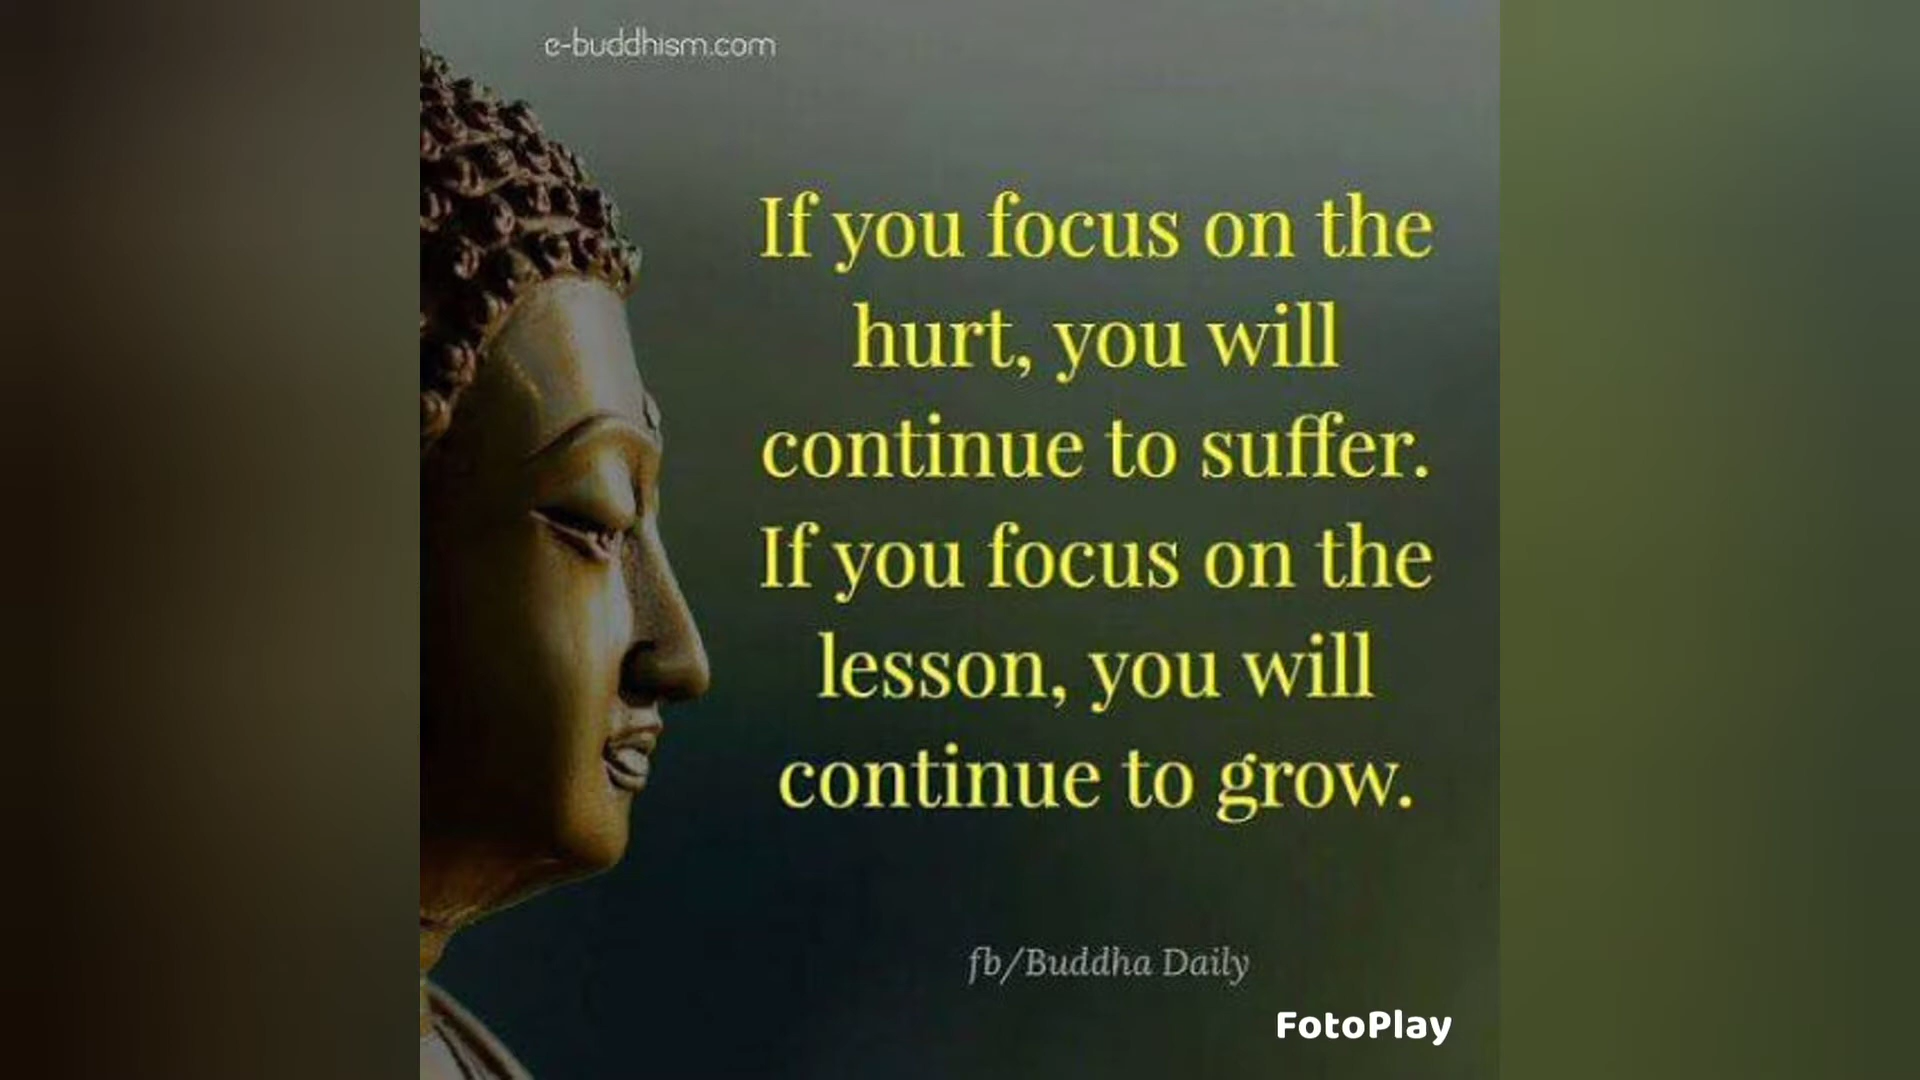 e-buddhism.com
If you focus on the
hurt, you will
continue to suffer.
If you focus on the
lesson, you will
continue to grow.
fb/Buddha Daily
FotoPlay